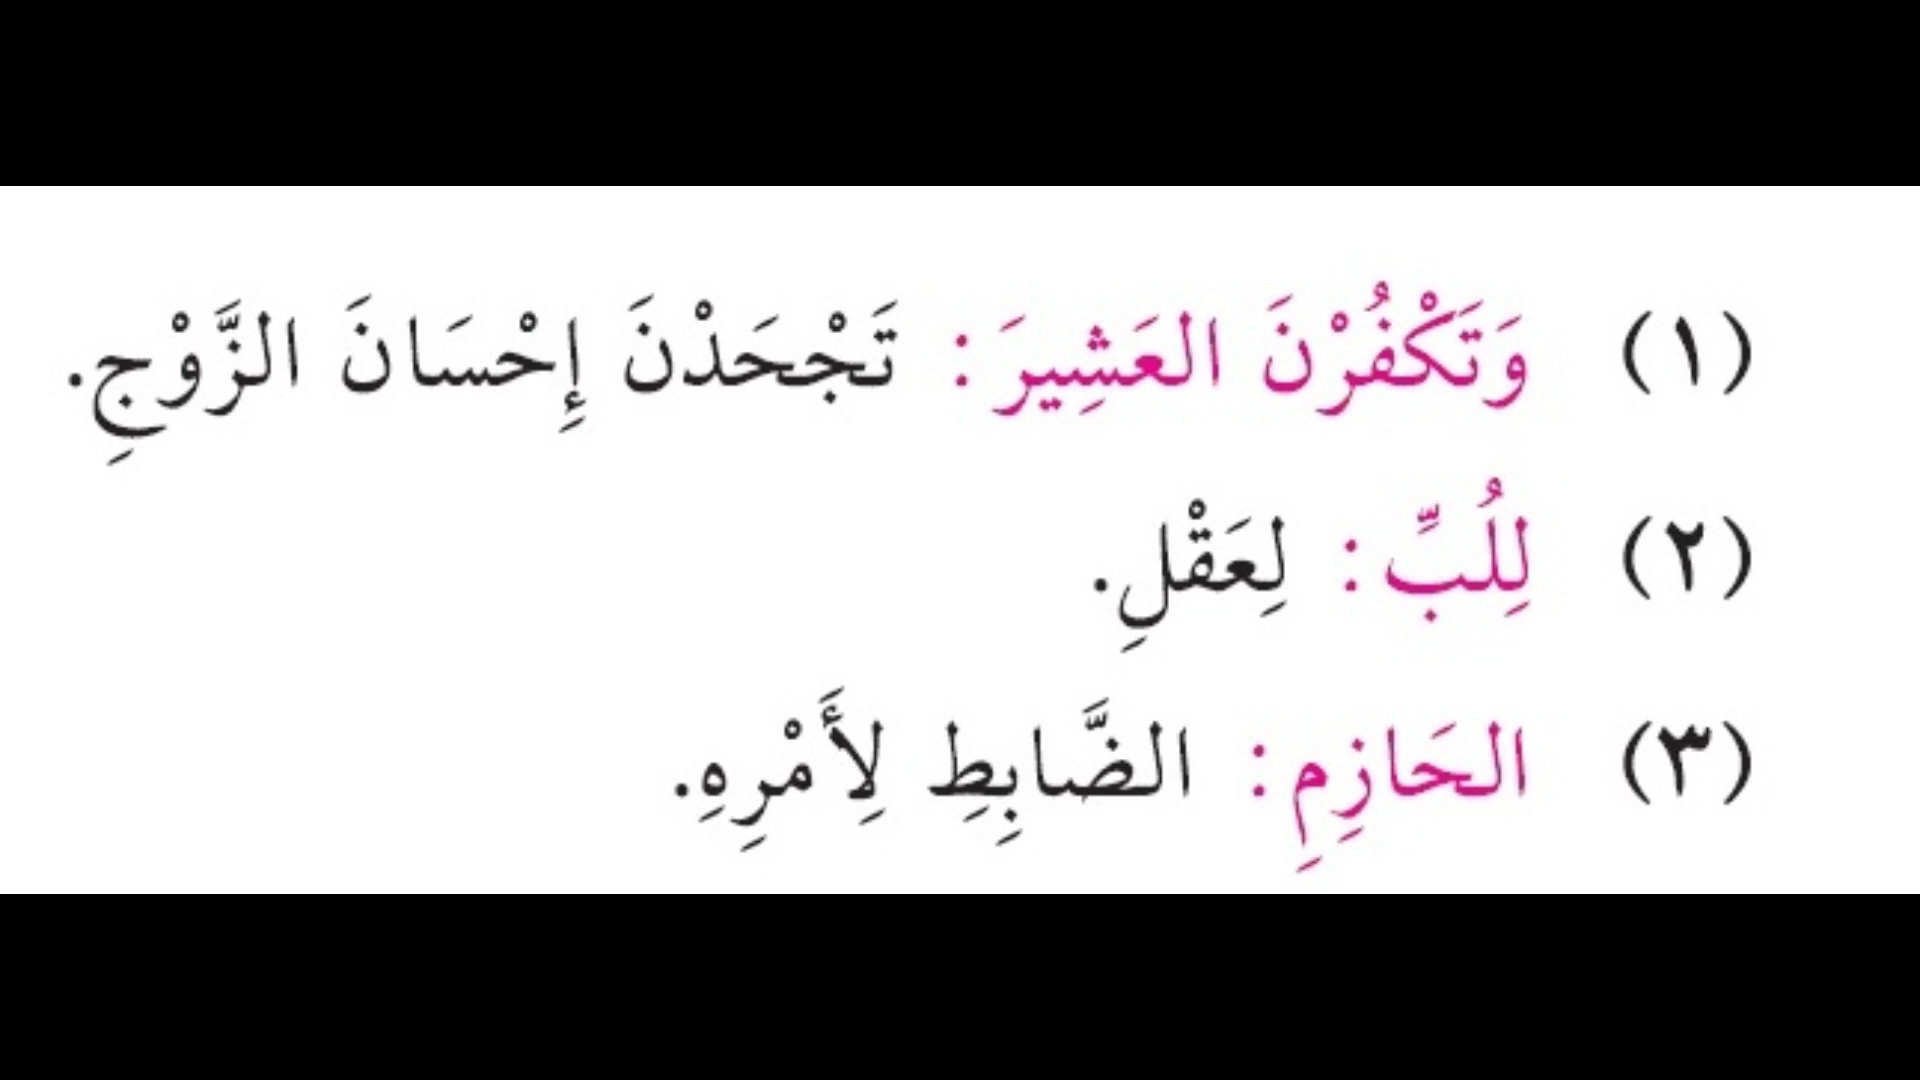 (١) وَتَكْفُرْنَ العَشِيرَ : تَجْحَدْنَ إِحْسَانَ الزَّوْجِ.
(٢) لِلُبِّ : لِعَقْلِ.
(٣) الحَازِمِ : الضَّابِطِ لِأَمْرِهِ.